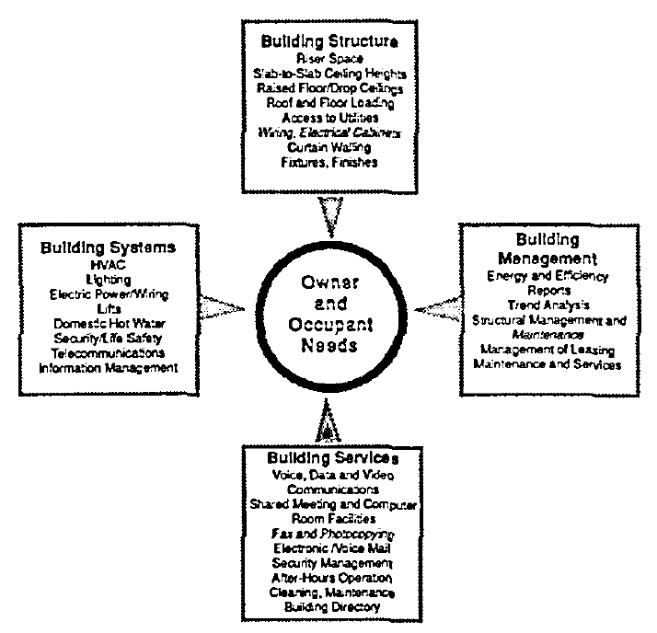 Building Structure
Riser Space
Slab-to-Slab Ceiling Heights
Raised Floor/Drop Ceilings
Roof and Floor Loading
Access to Utilities
Wiring, Electrical Cabinets
Curtain Walling
Fixtures, Finishes
Building Systems
HVAC
Lighting
Electric Power/Wiring
Lifts
Domestic Hot Water
Security/Life Safety
Telecommunications
Information Management
Owner
and
Occupant
Needs
Building
Management
Energy and Efficiency
Reports
Trend Analysis
Structural Management and
Maintenance
Management of Leasing
Maintenance and Services
Building Services
Voice, Data and Video
Communications
Shared Meeting and Computer
Room Facilities
Fax and Photocopying
Electronic /Voice Mail
Security Management
After-Hours Operation
Cleaning, Maintenance
Building Directory